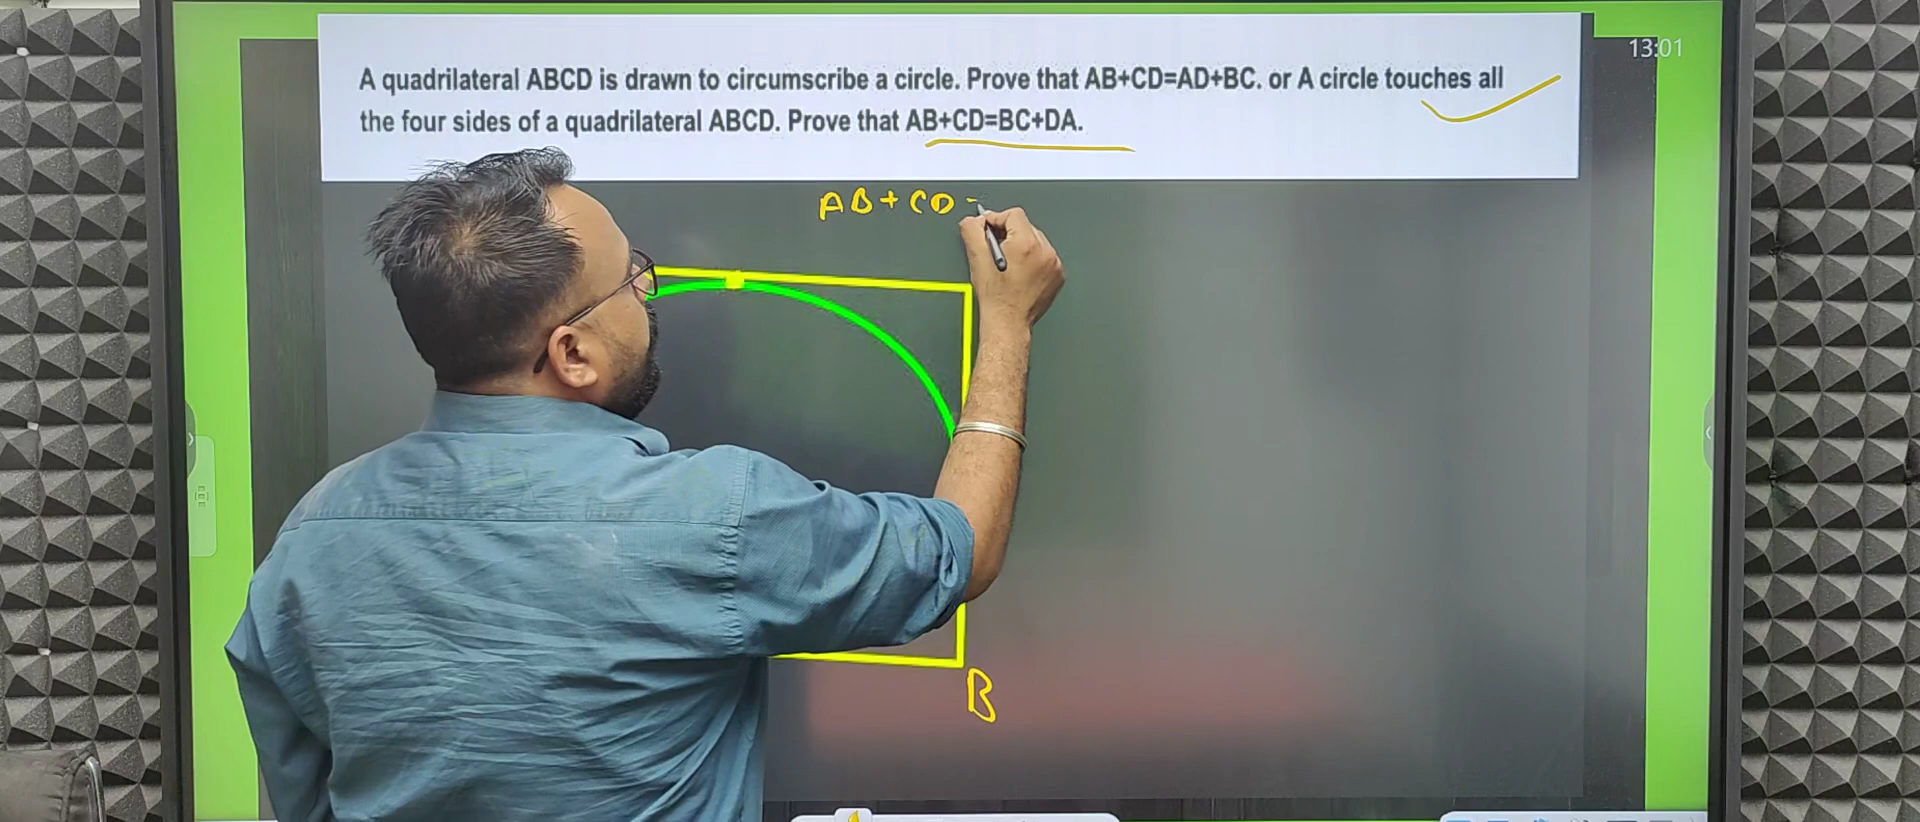 13:01
A quadrilateral ABCD is drawn to circumscribe a circle. Prove that AB+CD=AD+BC. or A circle touches all
the four sides of a quadrilateral ABCD. Prove that AB+CD=BC+DA.
AB+CD -
B